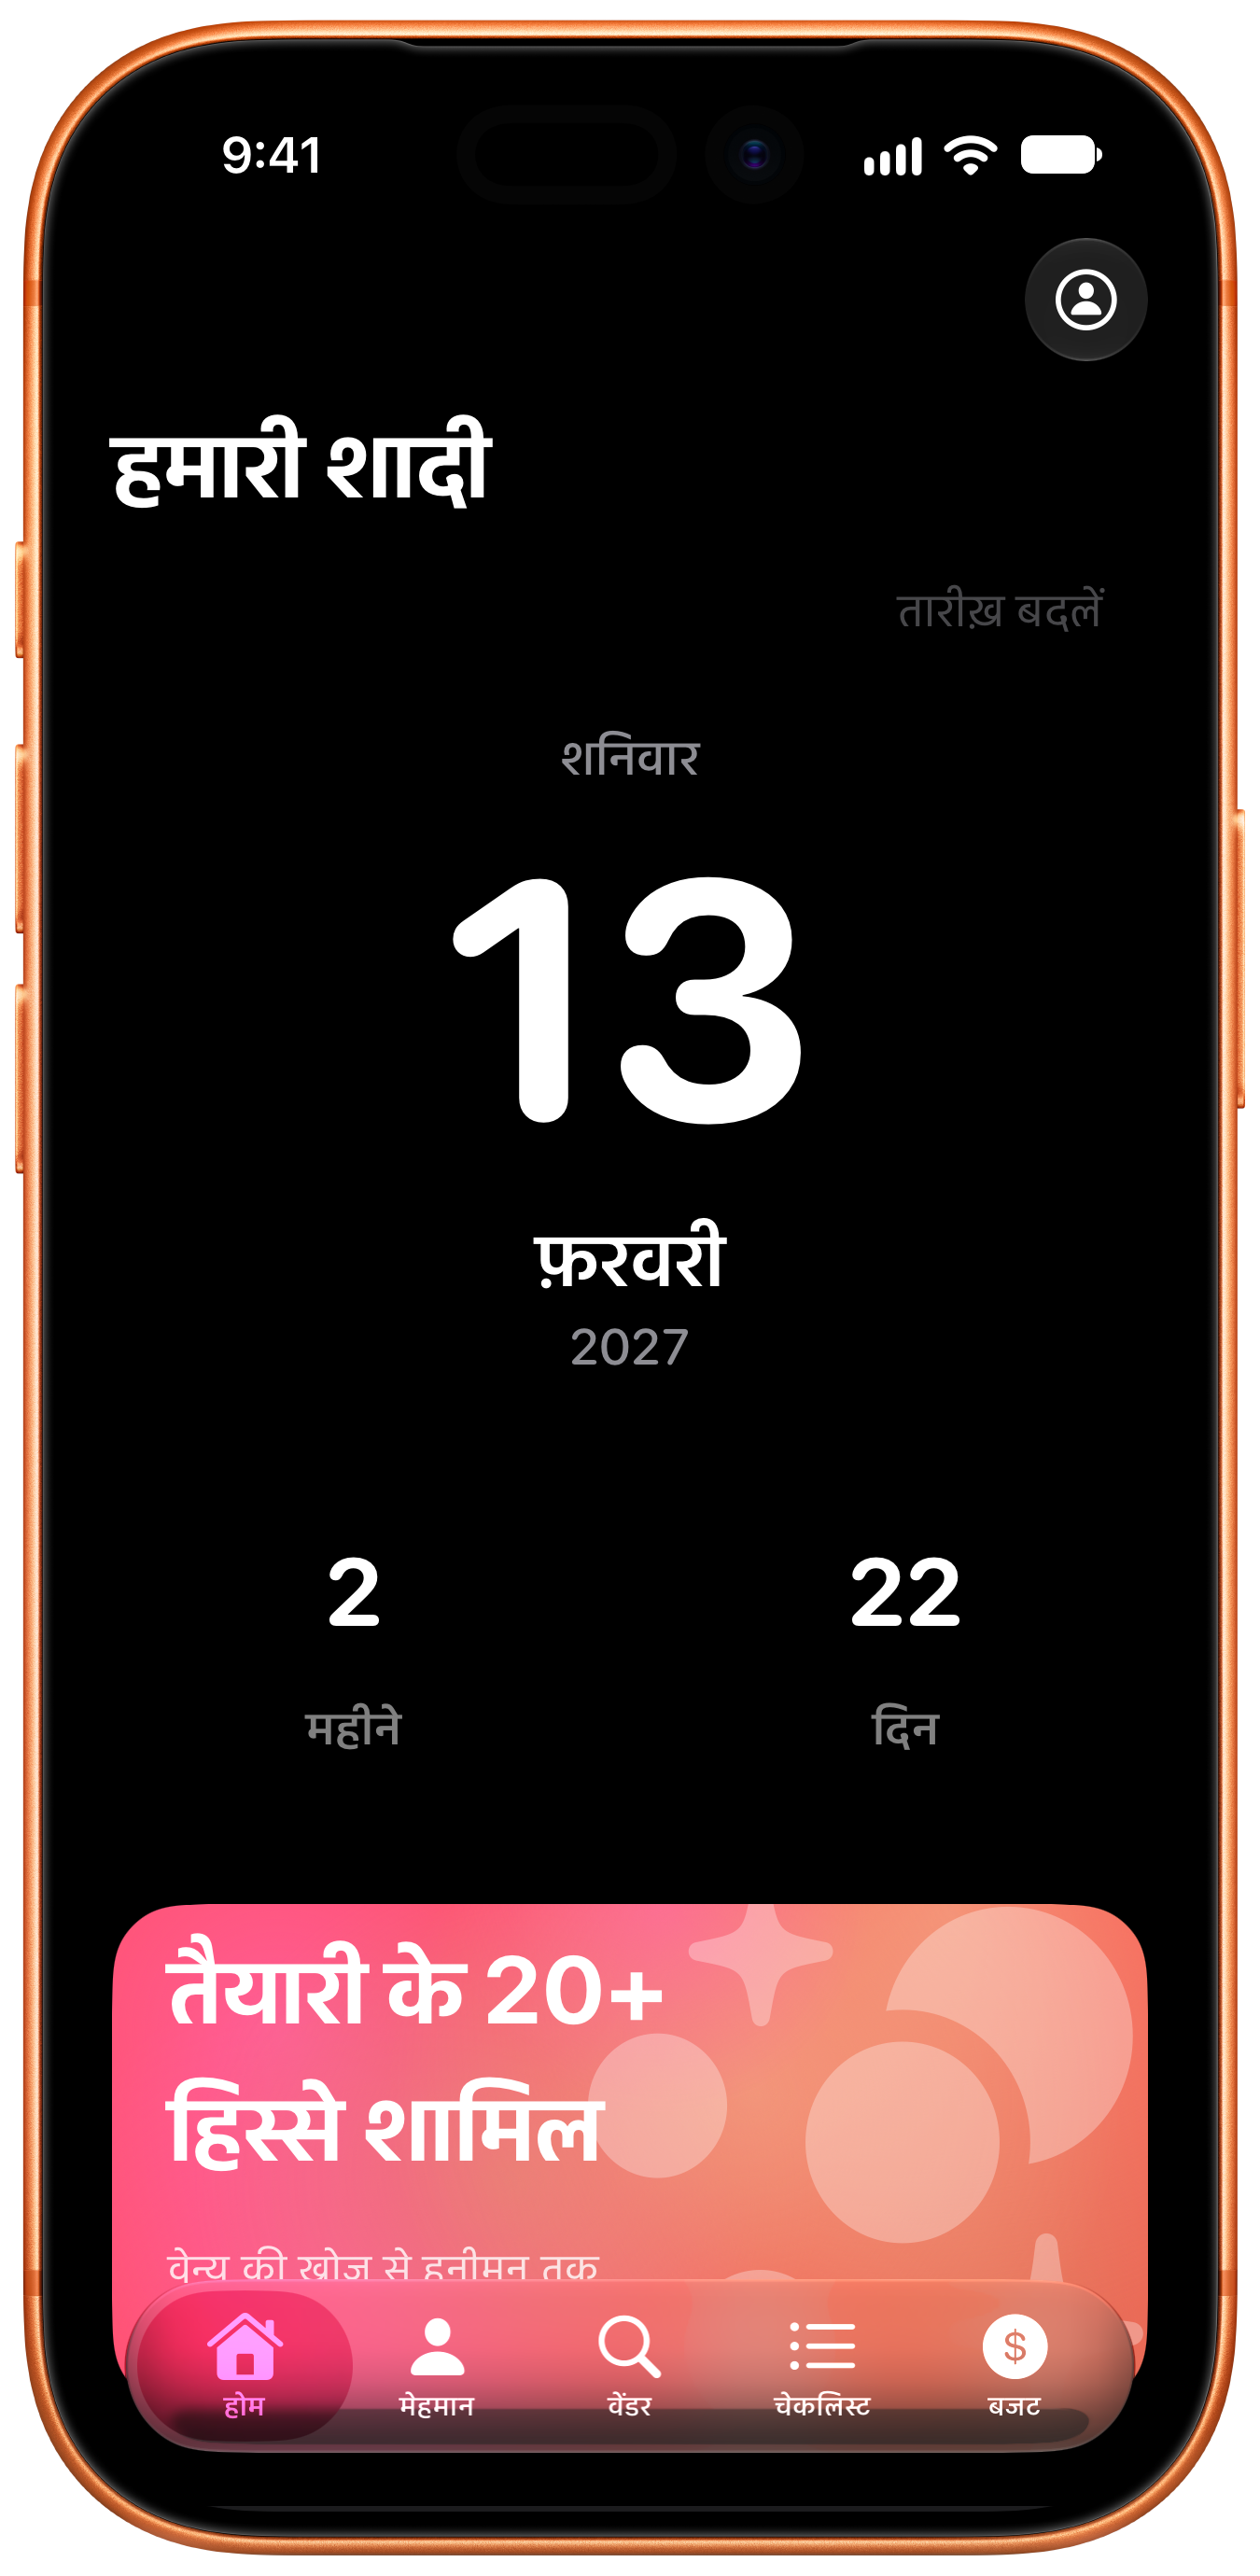 9:41
हमारी शादी
तारीख़ बदलें
शनिवार
13
फ़रवरी
2027
2 22
महीने दिन
तैयारी के 20+
हिस्से शामिल
वेन्यू की खोज से हनीमून तक
होम मेहमान वेंडर चेकलिस्ट बजट